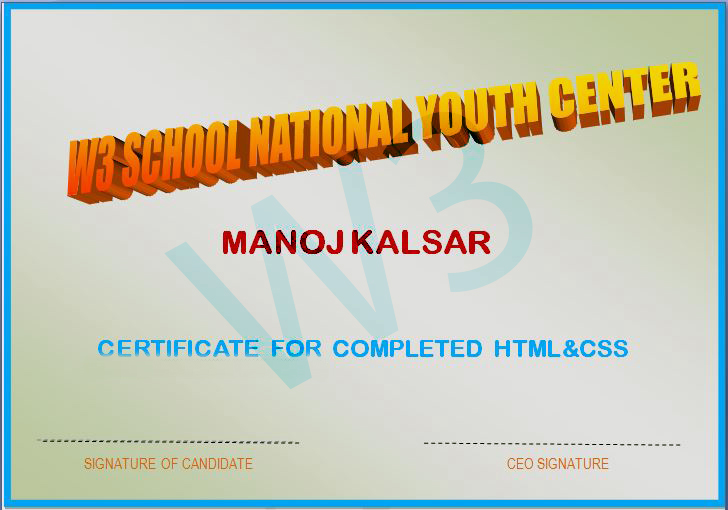 W3 SCHOOL NATIONAL YOUTH CENTER
W3
MANOJ KALSAR
CERTIFICATE FOR COMPLETED HTML&CSS
SIGNATURE OF CANDIDATE
CEO SIGNATURE